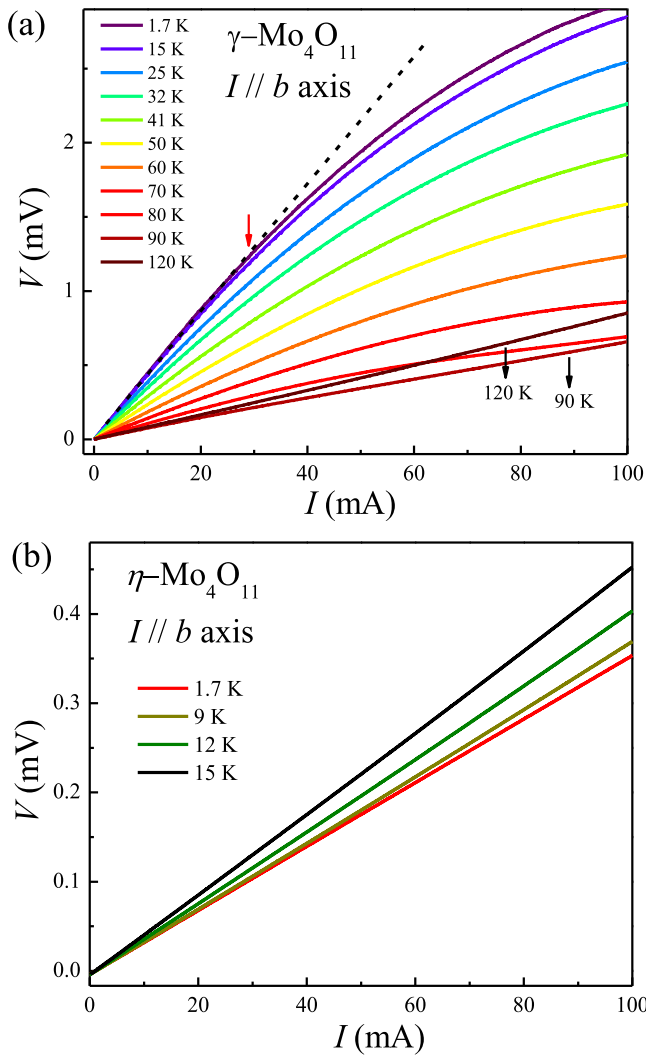 (a)
γ–Mo4O11
I // b axis
1.7 K
15 K
25 K
32 K
41 K
50 K
60 K
70 K
80 K
90 K
120 K
2
1
0
V (mV)
120 K
90 K
0 20 40 60 80 100
I (mA)
(b)
η–Mo4O11
I // b axis
1.7 K
9 K
12 K
15 K
0.4
0.3
0.2
0.1
0.0
V (mV)
0 20 40 60 80 100
I (mA)